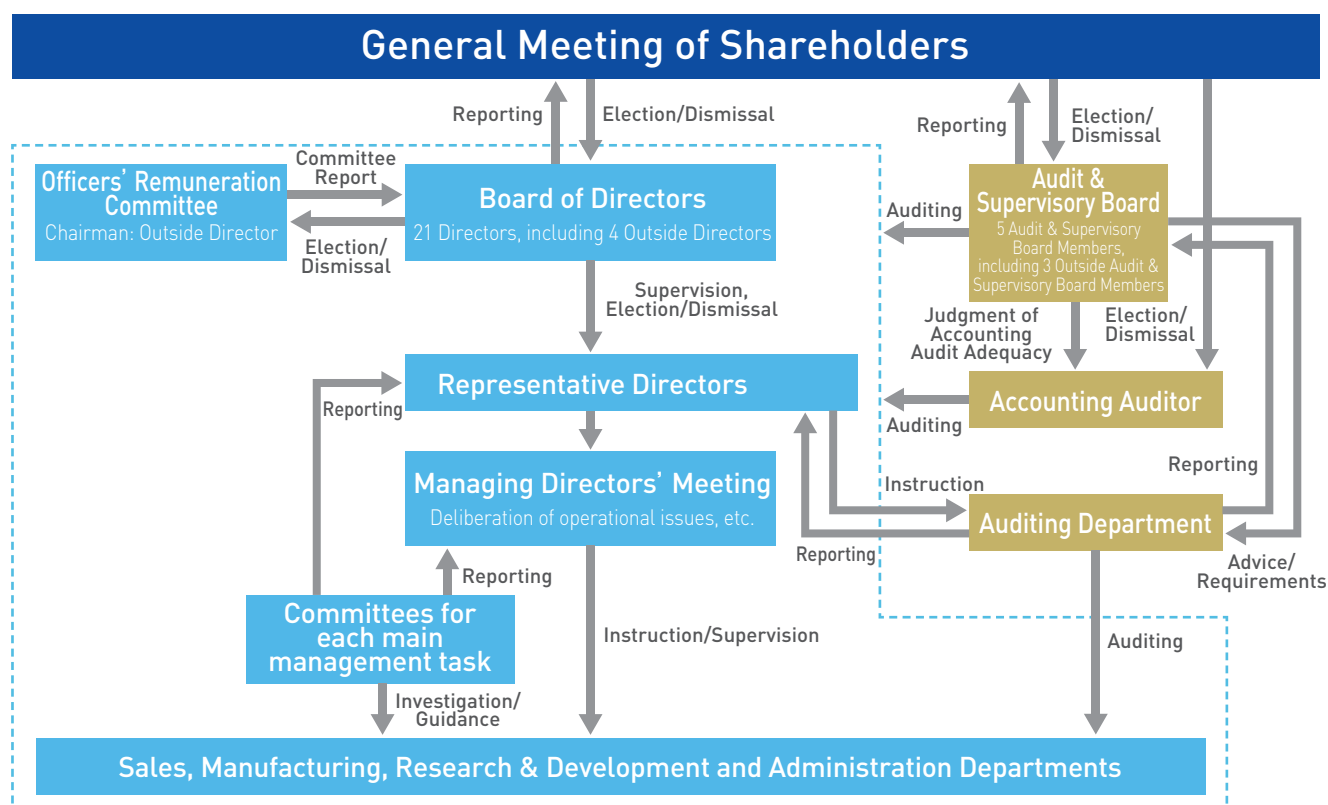 General Meeting of Shareholders
Reporting
Election/Dismissal
Reporting
Election/
Dismissal
Officers’ Remuneration
Committee
Chairman: Outside Director
Committee
Report
Election/
Dismissal
Board of Directors
21 Directors, including 4 Outside Directors
Auditing
Audit &
Supervisory Board
5 Audit & Supervisory
Board Members,
including 3 Outside Audit &
Supervisory Board Members
Supervision,
Election/Dismissal
Judgment of
Accounting
Audit Adequacy
Election/
Dismissal
Representative Directors
Reporting
Accounting Auditor
Auditing
Managing Directors’ Meeting
Deliberation of operational issues, etc.
Instruction
Reporting
Auditing Department
Reporting
Advice/
Requirements
Reporting
Committees for
each main
management task
Instruction/Supervision
Auditing
Investigation/
Guidance
Sales, Manufacturing, Research & Development and Administration Departments